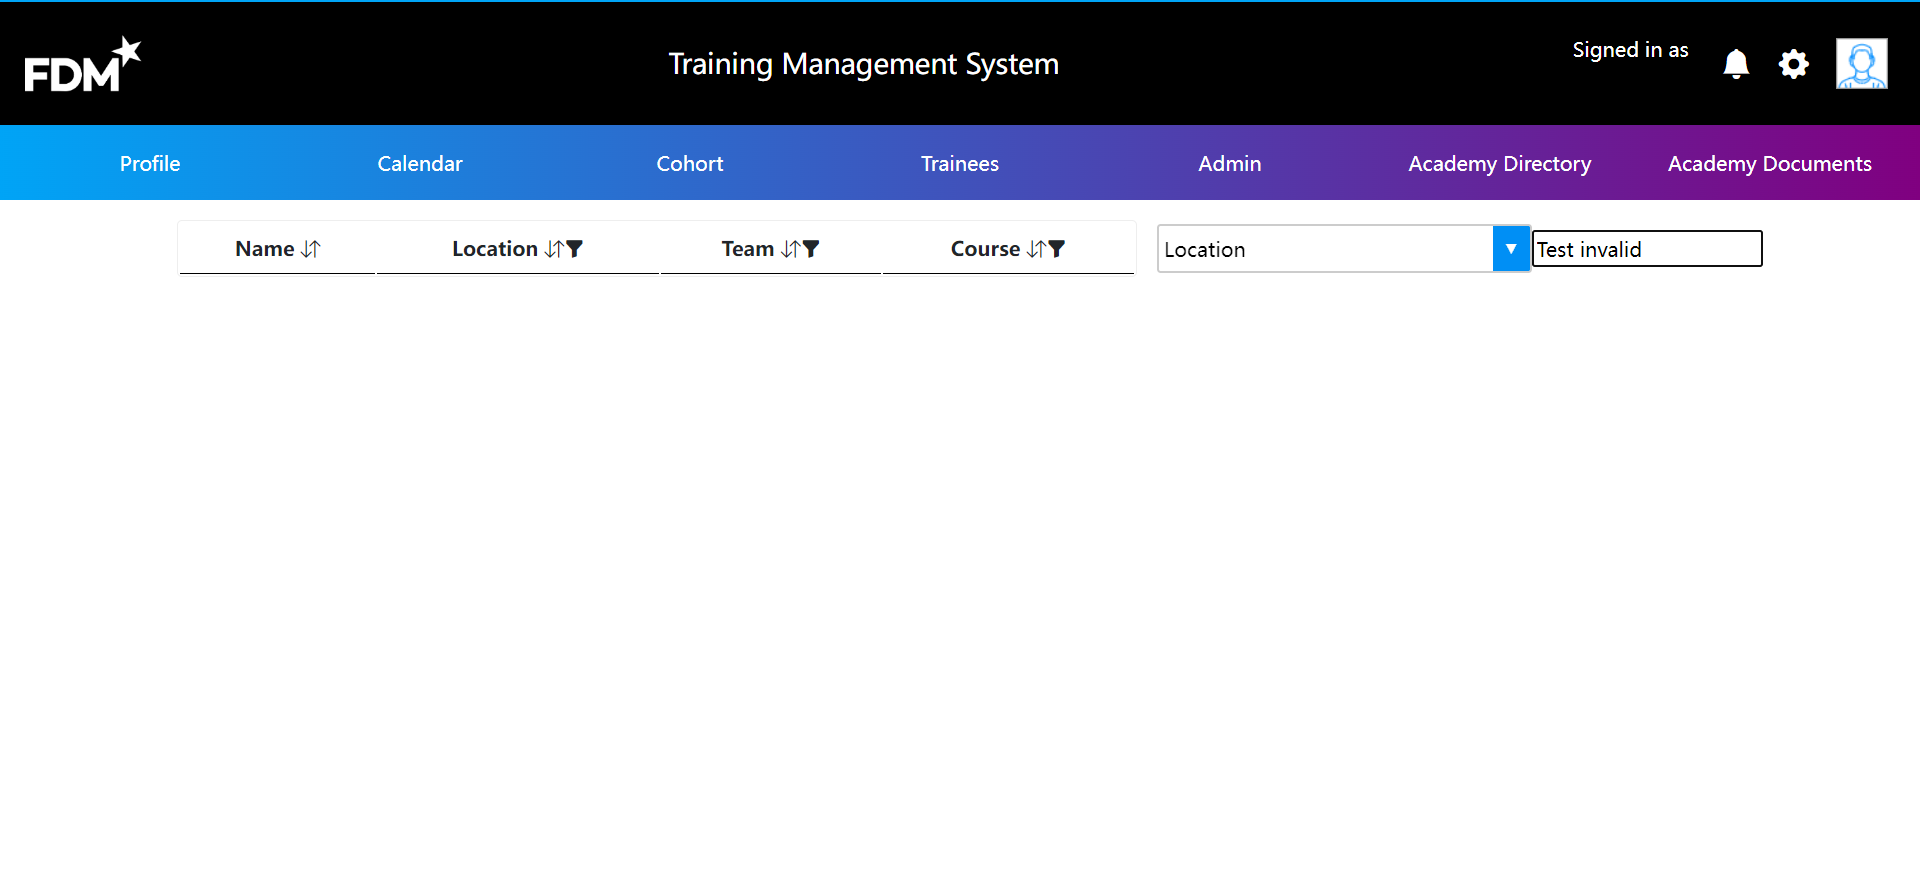 FDM
Training Management System
Signed in as
Profile Calendar Cohort Trainees Admin Academy Directory Academy Documents
Name Location Team Course Location Test invalid